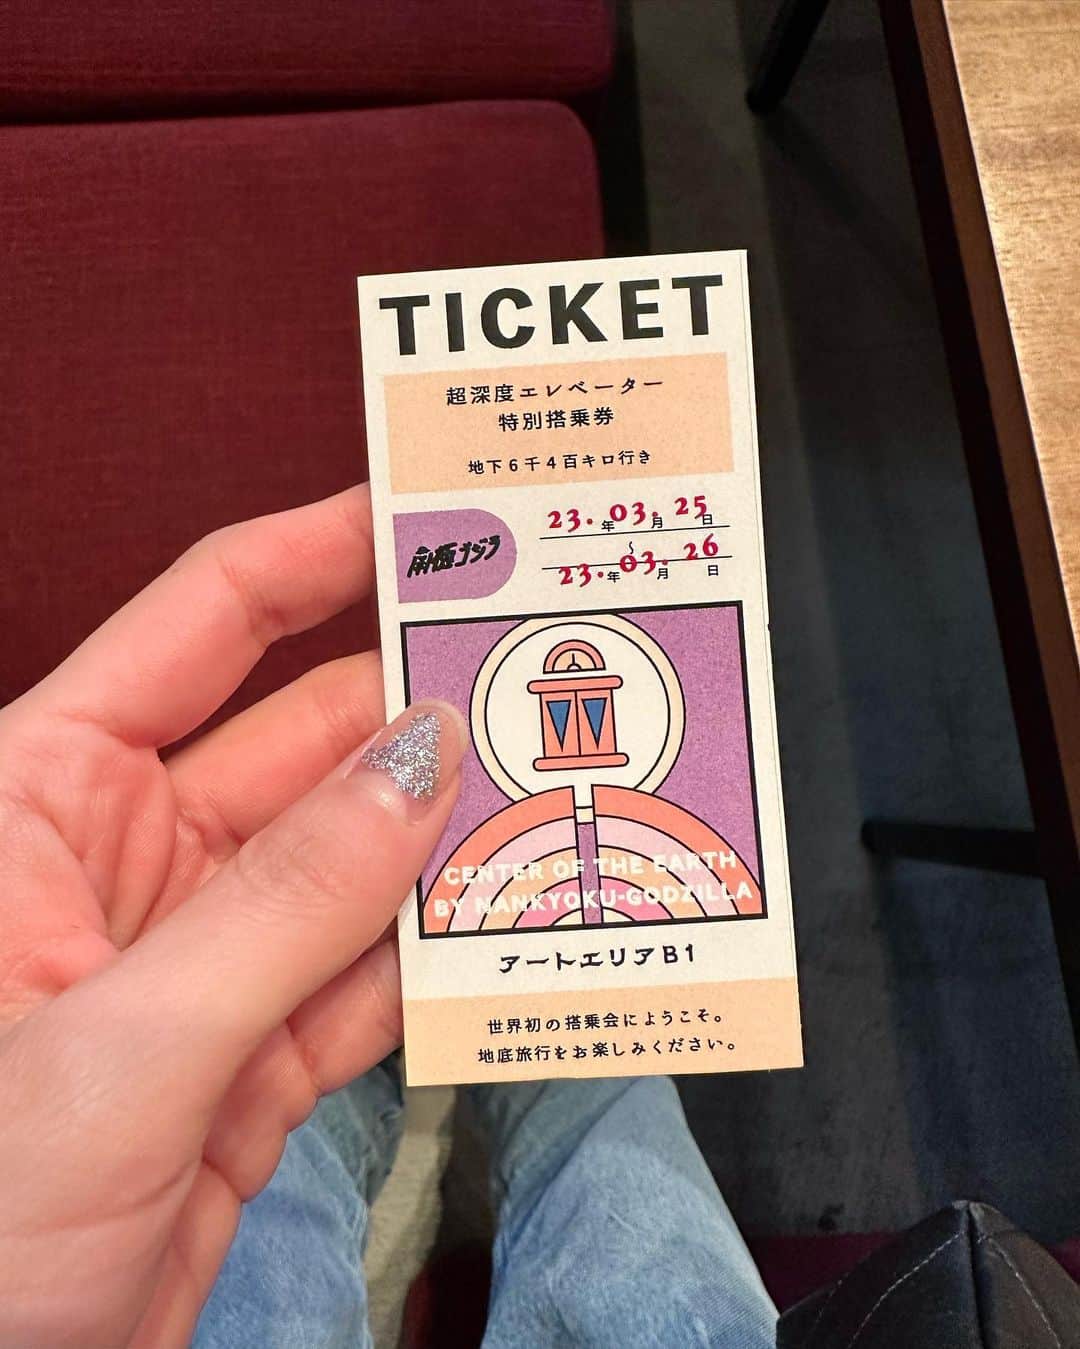 TICKET
超深度エレベーター
特別搭乗券
地下6千4百キロ行き
南極ゴジラ
23.年03.月25日
～
23.年03.月26日
CENTER OF THE EARTH
BY NANKYOKU-GODZILLA
アートエリアB1
世界初の搭乗会にようこそ。
地底旅行をお楽しみください。